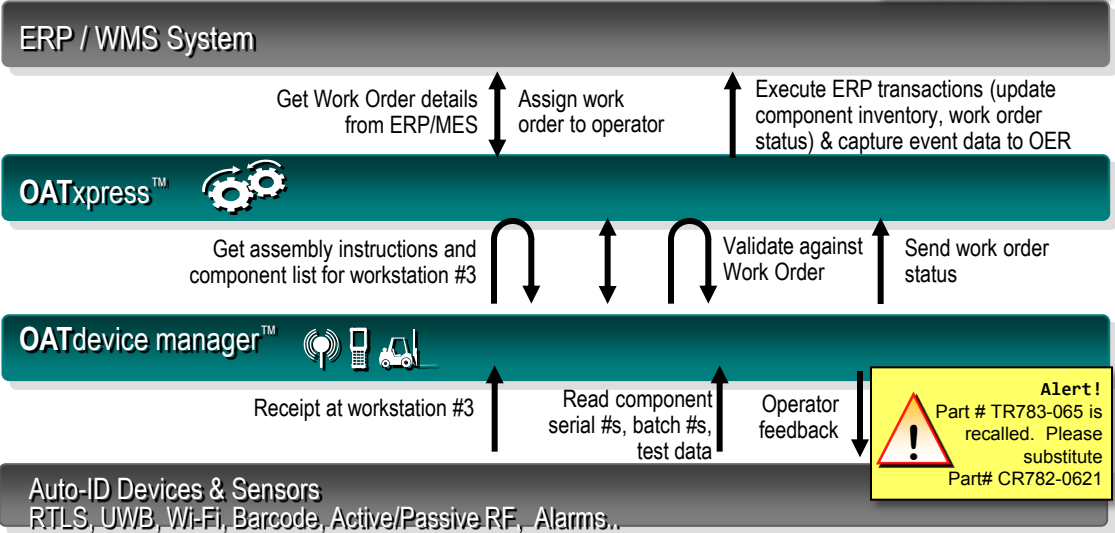 ERP / WMS System
Get Work Order details
from ERP/MES
Assign work
order to operator
Execute ERP transactions (update
component inventory, work order
status) & capture event data to OER
OATxpress™
Get assembly instructions and
component list for workstation #3
Validate against
Work Order
Send work order
status
OATdevice manager™
Receipt at workstation #3
Read component
serial #s, batch #s,
test data
Operator
feedback
Alert!
Part # TR783-065 is
recalled. Please
substitute
Part# CR782-0621
!
Auto-ID Devices & Sensors
RTLS, UWB, Wi-Fi, Barcode, Active/Passive RF, Alarms..